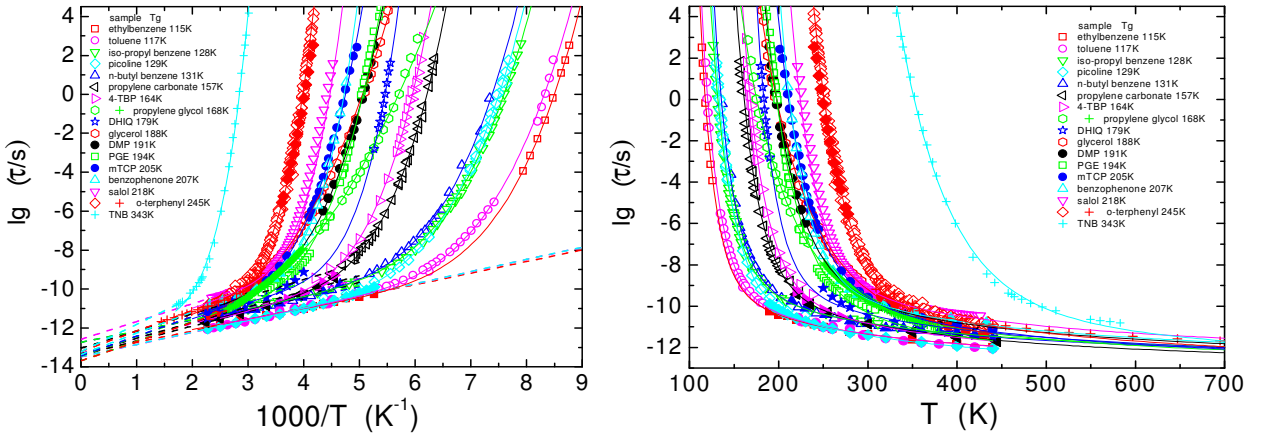 lg (τ/s)
4
2
0
-2
-4
-6
-8
-10
-12
-14
sample Tg
ethylbenzene 115K
toluene 117K
iso-propyl benzene 128K
picoline 129K
n-butyl benzene 131K
propylene carbonate 157K
4-TBP 164K
propylene glycol 168K
DHIQ 179K
glycerol 188K
DMP 191K
PGE 194K
mTCP 205K
benzophenone 207K
salol 218K
o-terphenyl 245K
TNB 343K
0 1 2 3 4 5 6 7 8 9
1000/T (K⁻¹)
lg (τ/s)
4
2
0
-2
-4
-6
-8
-10
-12
sample Tg
ethylbenzene 115K
toluene 117K
iso-propyl benzene 128K
picoline 129K
n-butyl benzene 131K
propylene carbonate 157K
4-TBP 164K
propylene glycol 168K
DHIQ 179K
glycerol 188K
DMP 191K
PGE 194K
mTCP 205K
benzophenone 207K
salol 218K
o-terphenyl 245K
TNB 343K
100 200 300 400 500 600 700
T (K)